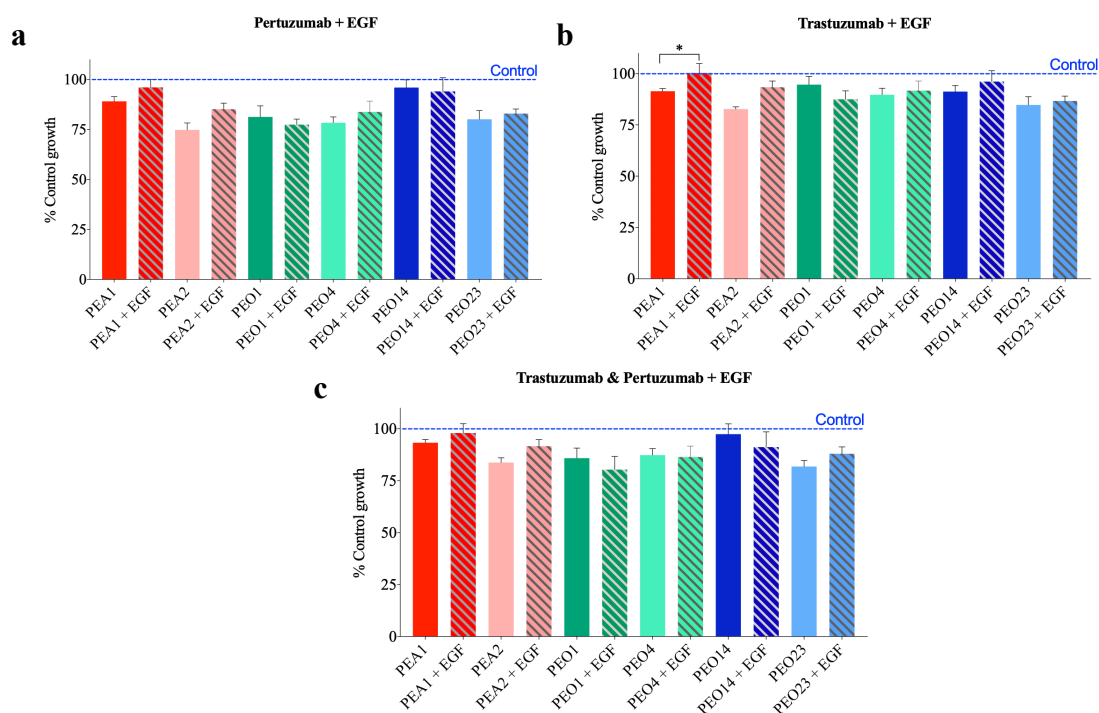 a
Pertuzumab + EGF
% Control growth
100
75
50
25
0
Control
PEA1
PEA1 + EGF
PEA2
PEA2 + EGF
PEO1
PEO1 + EGF
PEO4
PEO4 + EGF
PEO14
PEO14 + EGF
PEO23
PEO23 + EGF
b
Trastuzumab + EGF
% Control growth
100
75
50
25
0
*
Control
PEA1
PEA1 + EGF
PEA2
PEA2 + EGF
PEO1
PEO1 + EGF
PEO4
PEO4 + EGF
PEO14
PEO14 + EGF
PEO23
PEO23 + EGF
c
Trastuzumab & Pertuzumab + EGF
% Control growth
100
75
50
25
0
Control
PEA1
PEA1 + EGF
PEA2
PEA2 + EGF
PEO1
PEO1 + EGF
PEO4
PEO4 + EGF
PEO14
PEO14 + EGF
PEO23
PEO23 + EGF